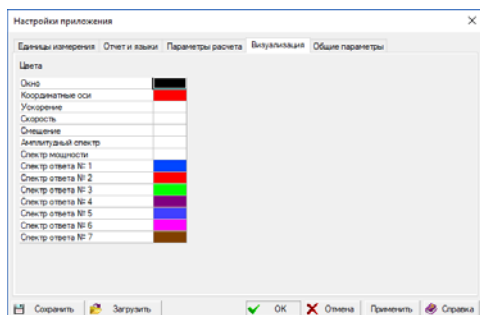 Настройки приложения
Единицы измерения Отчет и языки Параметры расчета Визуализация Общие параметры
Цвета
Окно
Координатные оси
Ускорение
Скорость
Смещение
Амплитудный спектр
Спектр мощности
Спектр ответа № 1
Спектр ответа № 2
Спектр ответа № 3
Спектр ответа № 4
Спектр ответа № 5
Спектр ответа № 6
Спектр ответа № 7
Сохранить Загрузить OK Отмена Применить Справка